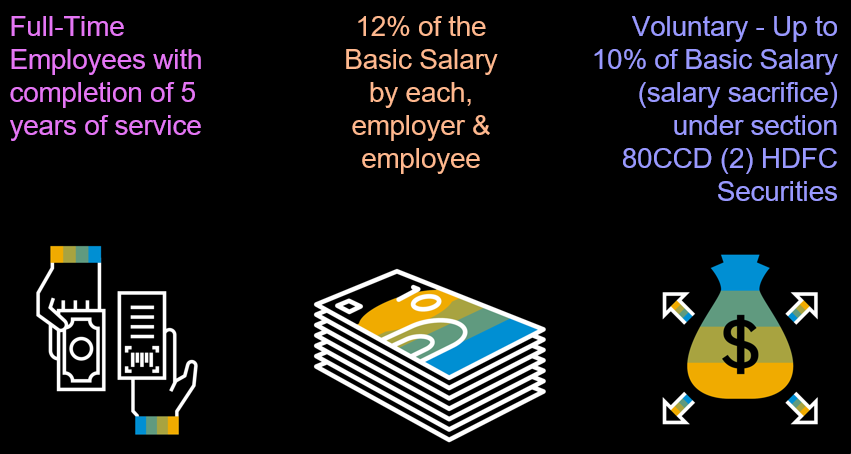 Full-Time
Employees with
completion of 5
years of service
12% of the
Basic Salary
by each,
employer &
employee
Voluntary - Up to
10% of Basic Salary
(salary sacrifice)
under section
80CCD (2) HDFC
Securities
10
$